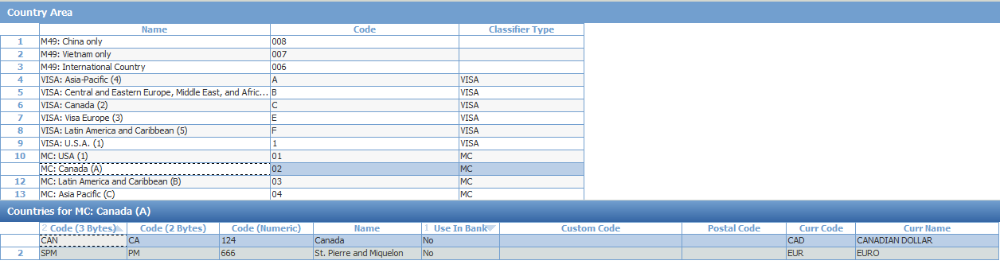 Country Area
Name Code Classifier Type
1 M49: China only 008
2 M49: Vietnam only 007
3 M49: International Country 006
4 VISA: Asia-Pacific (4) A VISA
5 VISA: Central and Eastern Europe, Middle East, and Afric... B VISA
6 VISA: Canada (2) C VISA
7 VISA: Visa Europe (3) E VISA
8 VISA: Latin America and Caribbean (5) F VISA
9 VISA: U.S.A. (1) 1 VISA
10 MC: USA (1) 01 MC
MC: Canada (A) 02 MC
12 MC: Latin America and Caribbean (B) 03 MC
13 MC: Asia Pacific (C) 04 MC
Countries for MC: Canada (A)
2 Code (3 Bytes) Code (2 Bytes) Code (Numeric) Name 1 Use In Bank Custom Code Postal Code Curr Code Curr Name
CAN CA 124 Canada No CAD CANADIAN DOLLAR
2 SPM PM 666 St. Pierre and Miquelon No EUR EURO